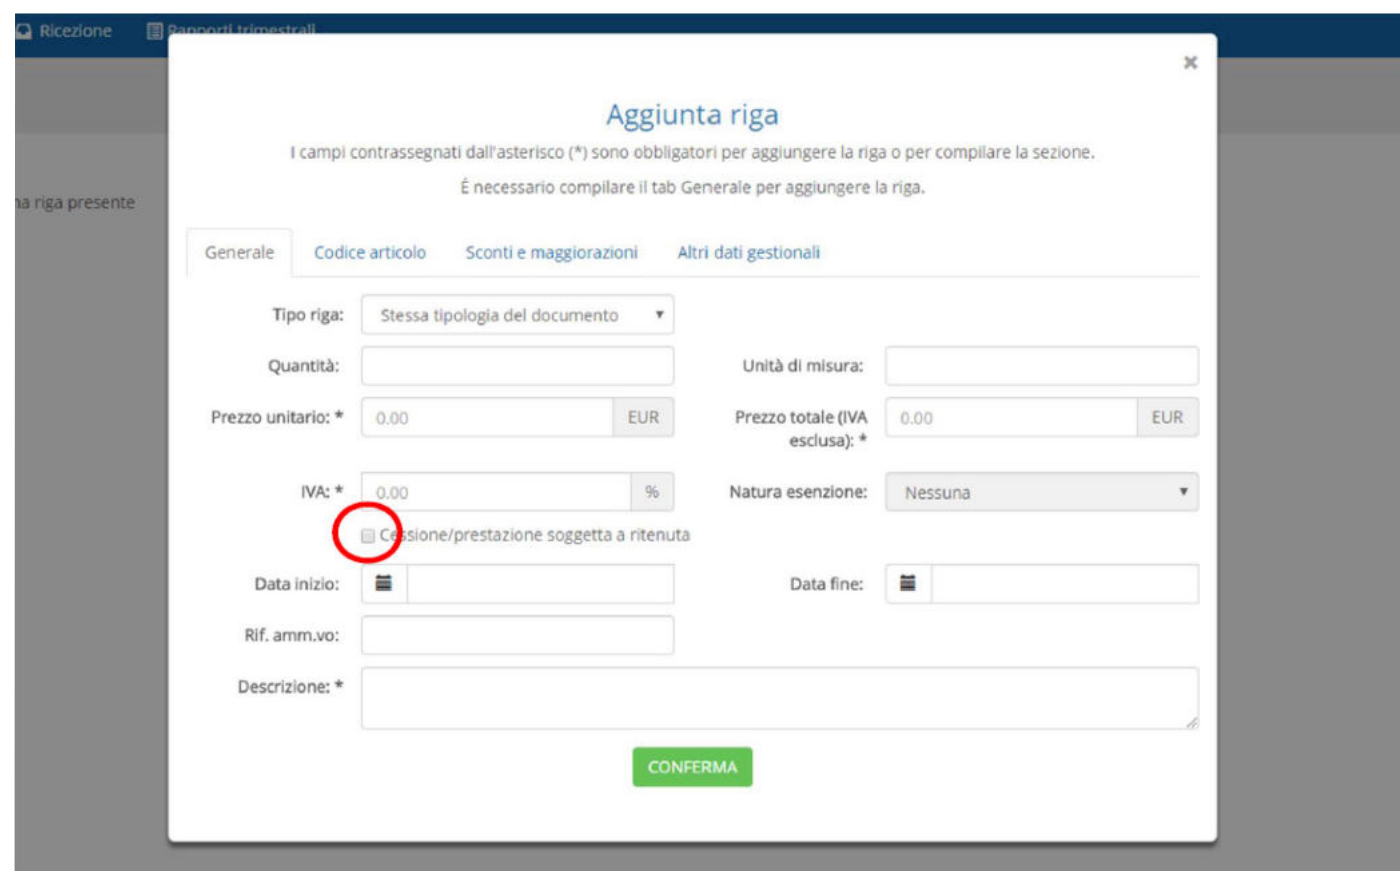 Ricezione Rapporti trimestrali
×
Aggiunta riga
I campi contrassegnati dall'asterisco (*) sono obbligatori per aggiungere la riga o per compilare la sezione.
É necessario compilare il tab Generale per aggiungere la riga.
na riga presente
Generale Codice articolo Sconti e maggiorazioni Altri dati gestionali
Tipo riga: Stessa tipologia del documento
Quantità: Unità di misura:
Prezzo unitario: * 0.00 EUR Prezzo totale (IVA 0.00 EUR
esclusa): *
IVA: * 0.00 % Natura esenzione: Nessuna
Cessione/prestazione soggetta a ritenuta
Data inizio: Data fine:
Rif. amm.vo:
Descrizione: *
CONFERMA